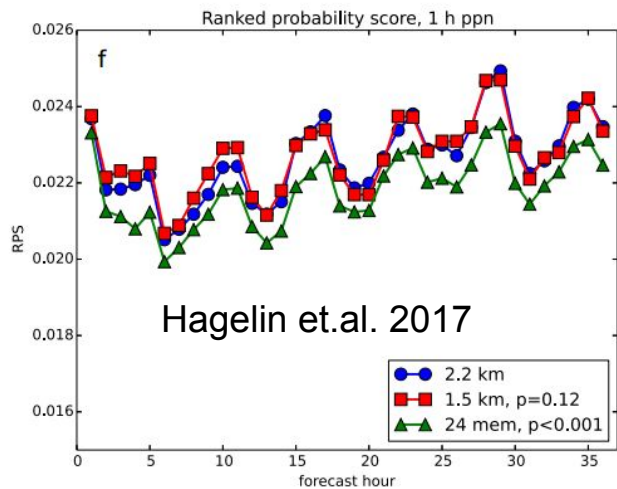 Ranked probability score, 1 h ppn
f
RPS
0.026
0.024
0.022
0.020
0.018
0.016
Hagelin et.al. 2017
2.2 km
1.5 km, p=0.12
24 mem, p<0.001
0 5 10 15 20 25 30 35
forecast hour